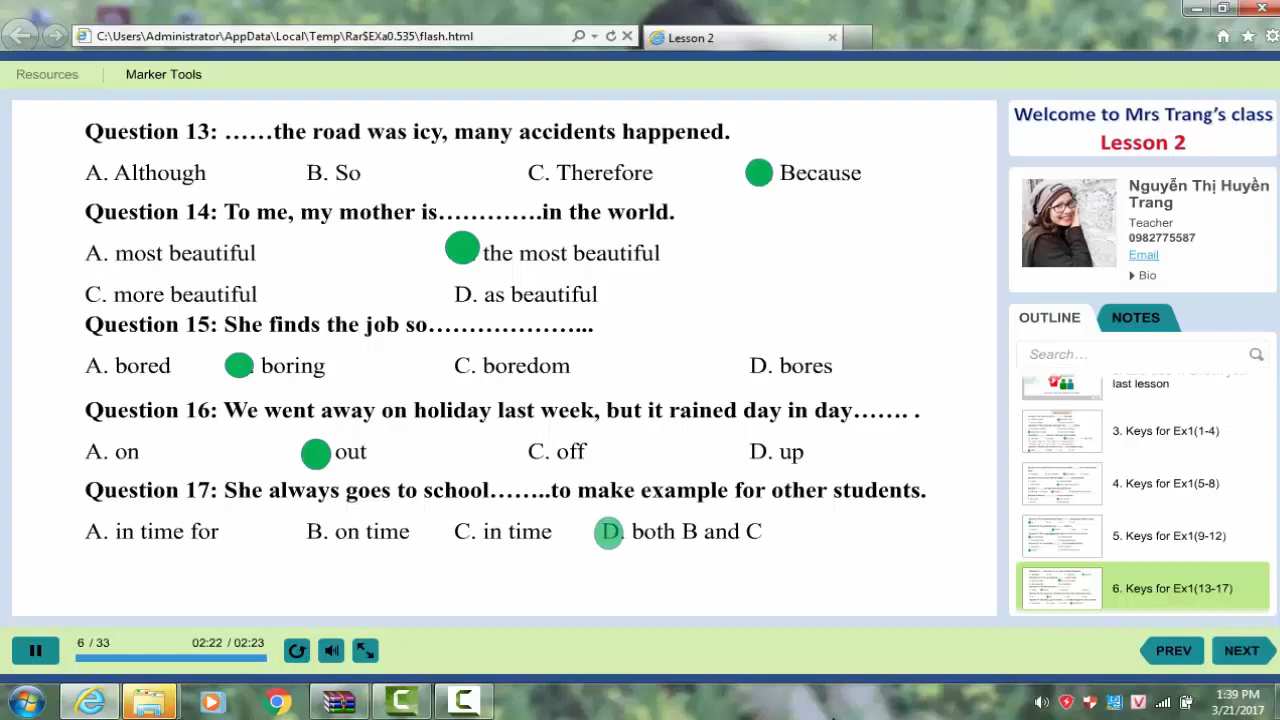 C:\Users\Administrator\AppData\Local\Temp\Rar$EXa0.535\flash.html
Lesson 2
Resources
Marker Tools
Question 13: ……the road was icy, many accidents happened.
A. Although B. So C. Therefore Because
Question 14: To me, my mother is………….in the world.
A. most beautiful the most beautiful
C. more beautiful D. as beautiful
Question 15: She finds the job so………………...
A. bored boring C. boredom D. bores
Question 16: We went away on holiday last week, but it rained day in day……. .
A. on out C. off D. up
Question 17: She always goes to school to for other students.
A. in time for B. time C. in time D. both B and C
Welcome to Mrs Trang's class
Lesson 2
Nguyễn Thị Huyền
Trang
Teacher
0982775587
Email
Bio
OUTLINE
NOTES
Search…
last lesson
3. Keys for Ex1(1-4)
4. Keys for Ex1(5-8)
5. Keys for Ex1(9-12)
6. Keys for
6 / 33
02:22 / 02:23
PREV
NEXT
1:39 PM
3/21/2017